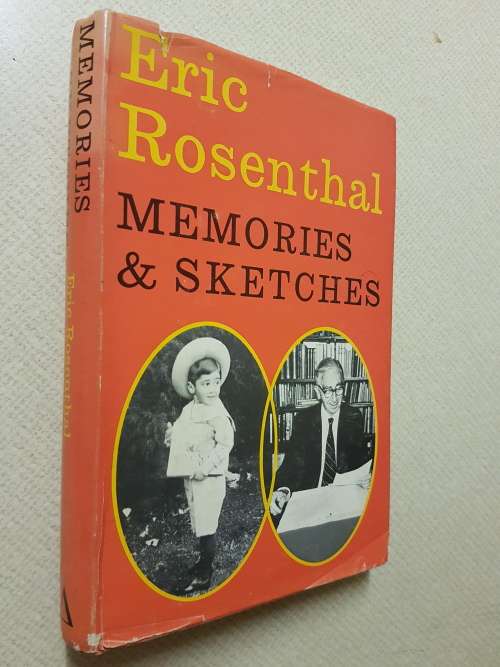 Eric
Rosenthal
MEMORIES
& SKETCHES
MEMORIES
Eric Rosenthal